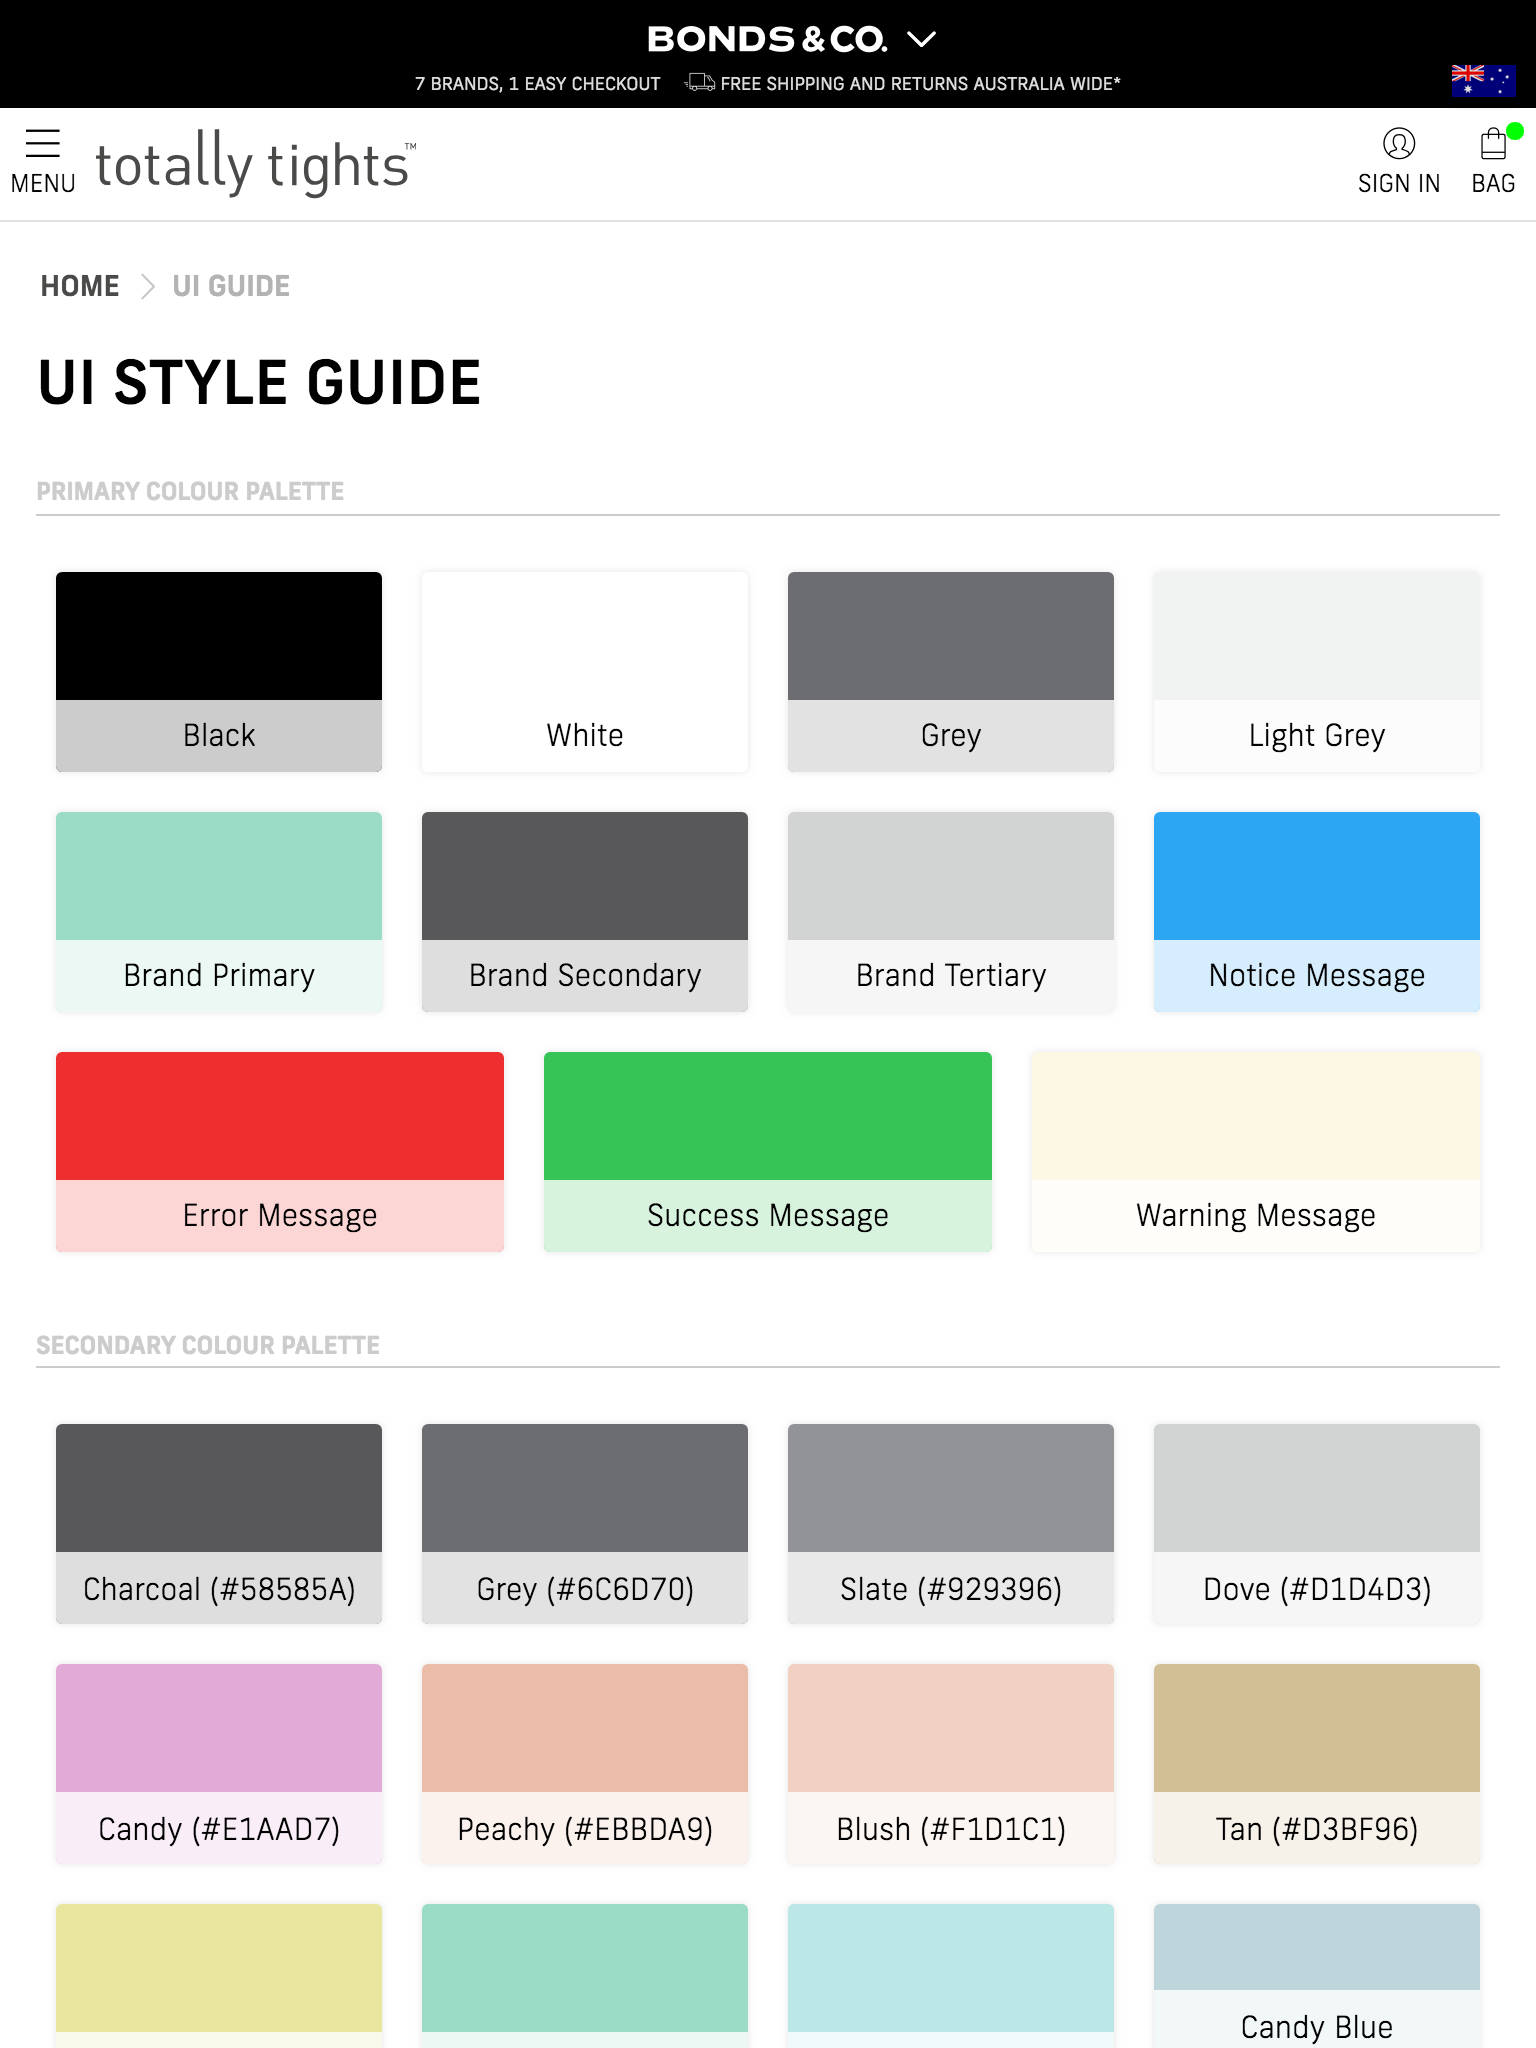 BONDS & CO.
7 BRANDS, 1 EASY CHECKOUT FREE SHIPPING AND RETURNS AUSTRALIA WIDE*
MENU totally tights™ SIGN IN BAG
HOME UI GUIDE
UI STYLE GUIDE
PRIMARY COLOUR PALETTE
Black White Grey Light Grey
Brand Primary Brand Secondary Brand Tertiary Notice Message
Error Message Success Message Warning Message
SECONDARY COLOUR PALETTE
Charcoal (#58585A) Grey (#6C6D70) Slate (#929396) Dove (#D1D4D3)
Candy (#E1AAD7) Peachy (#EBBDA9) Blush (#F1D1C1) Tan (#D3BF96)
Candy Blue